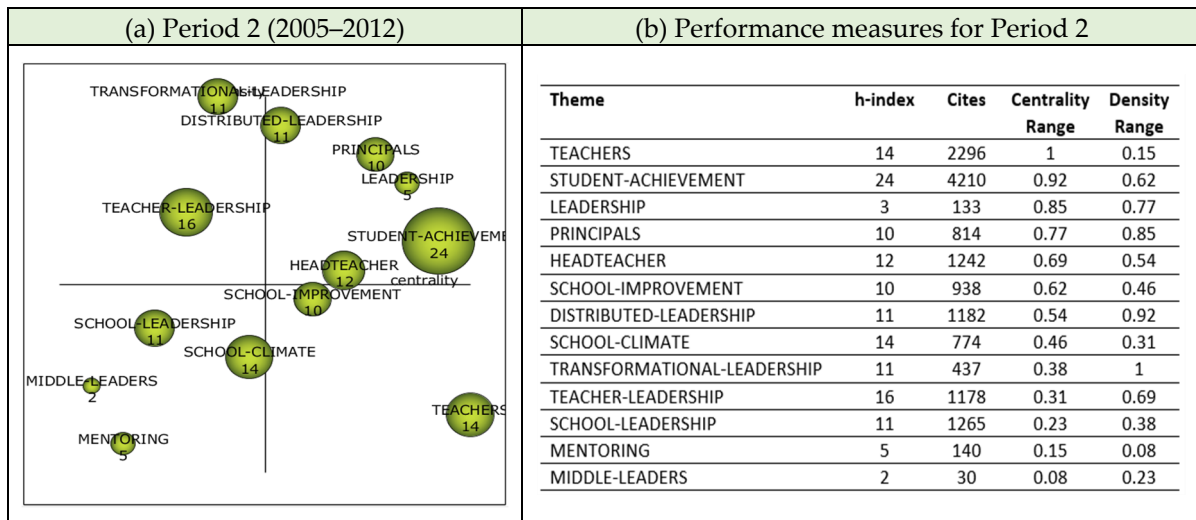 (a) Period 2 (2005–2012)
(b) Performance measures for Period 2
TRANSFORMATIONAL-LEADERSHIP
11
DISTRIBUTED-LEADERSHIP
11
PRINCIPALS
10
LEADERSHIP
5
TEACHER-LEADERSHIP
16
STUDENT-ACHIEVEME
24
HEADTEACHER
12
centrality
SCHOOL-IMPROVEMENT
10
SCHOOL-LEADERSHIP
11
SCHOOL-CLIMATE
14
MIDDLE-LEADERS
2
TEACHERS
14
MENTORING
5
Theme h-index Cites Centrality Range Density Range
TEACHERS 14 2296 1 0.15
STUDENT-ACHIEVEMENT 24 4210 0.92 0.62
LEADERSHIP 3 133 0.85 0.77
PRINCIPALS 10 814 0.77 0.85
HEADTEACHER 12 1242 0.69 0.54
SCHOOL-IMPROVEMENT 10 938 0.62 0.46
DISTRIBUTED-LEADERSHIP 11 1182 0.54 0.92
SCHOOL-CLIMATE 14 774 0.46 0.31
TRANSFORMATIONAL-LEADERSHIP 11 437 0.38 1
TEACHER-LEADERSHIP 16 1178 0.31 0.69
SCHOOL-LEADERSHIP 11 1265 0.23 0.38
MENTORING 5 140 0.15 0.08
MIDDLE-LEADERS 2 30 0.08 0.23